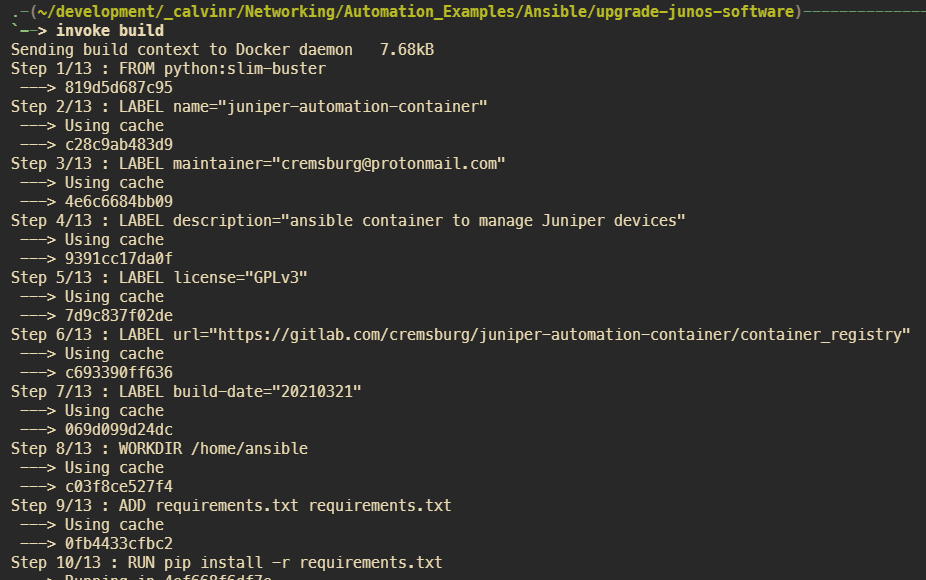 .-(~/development/_calvinr/Networking/Automation_Examples/Ansible/upgrade-junos-software)--------------
`--> invoke build
Sending build context to Docker daemon   7.68kB
Step 1/13 : FROM python:slim-buster
 ---> 819d5d687c95
Step 2/13 : LABEL name="juniper-automation-container"
 ---> Using cache
 ---> c28c9ab483d9
Step 3/13 : LABEL maintainer="cremsburg@protonmail.com"
 ---> Using cache
 ---> 4e6c6684bb09
Step 4/13 : LABEL description="ansible container to manage Juniper devices"
 ---> Using cache
 ---> 9391cc17da0f
Step 5/13 : LABEL license="GPLv3"
 ---> Using cache
 ---> 7d9c837f02de
Step 6/13 : LABEL url="https://gitlab.com/cremsburg/juniper-automation-container/container_registry"
 ---> Using cache
 ---> c693390ff636
Step 7/13 : LABEL build-date="20210321"
 ---> Using cache
 ---> 069d099d24dc
Step 8/13 : WORKDIR /home/ansible
 ---> Using cache
 ---> c03f8ce527f4
Step 9/13 : ADD requirements.txt requirements.txt
 ---> Using cache
 ---> 0fb4433cfbc2
Step 10/13 : RUN pip install -r requirements.txt
 ---> Running in